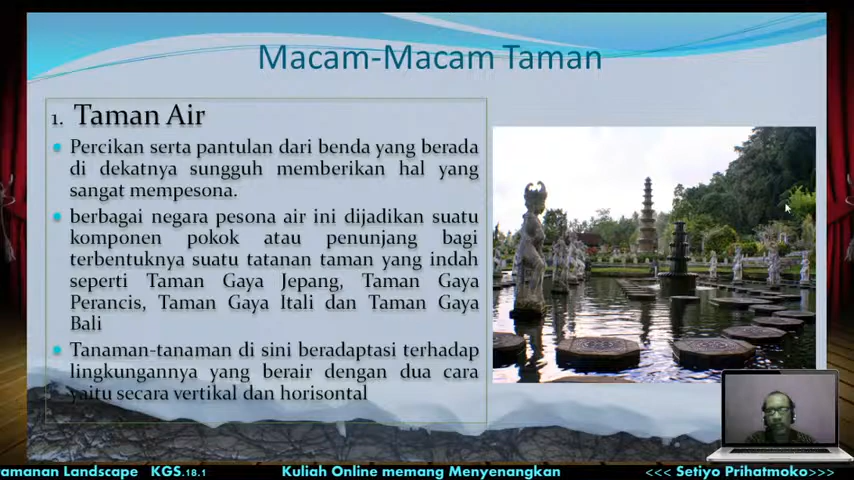 Macam-Macam Taman
1. Taman Air
Percikan serta pantulan dari benda yang berada
di dekatnya sungguh memberikan hal yang
sangat mempesona.
berbagai negara pesona air ini dijadikan suatu
komponen pokok atau penunjang bagi
terbentuknya suatu tatanan taman yang indah
seperti Taman Gaya Jepang, Taman Gaya
Perancis, Taman Gaya Itali dan Taman Gaya
Bali
Tanaman-tanaman di sini beradaptasi terhadap
lingkungannya yang berair dengan dua cara
yaitu secara vertikal dan horisontal
amanan Landscape KGS.18.1 Kuliah Online memang Menyenangkan <<< Setiyo Prihatmoko>>>